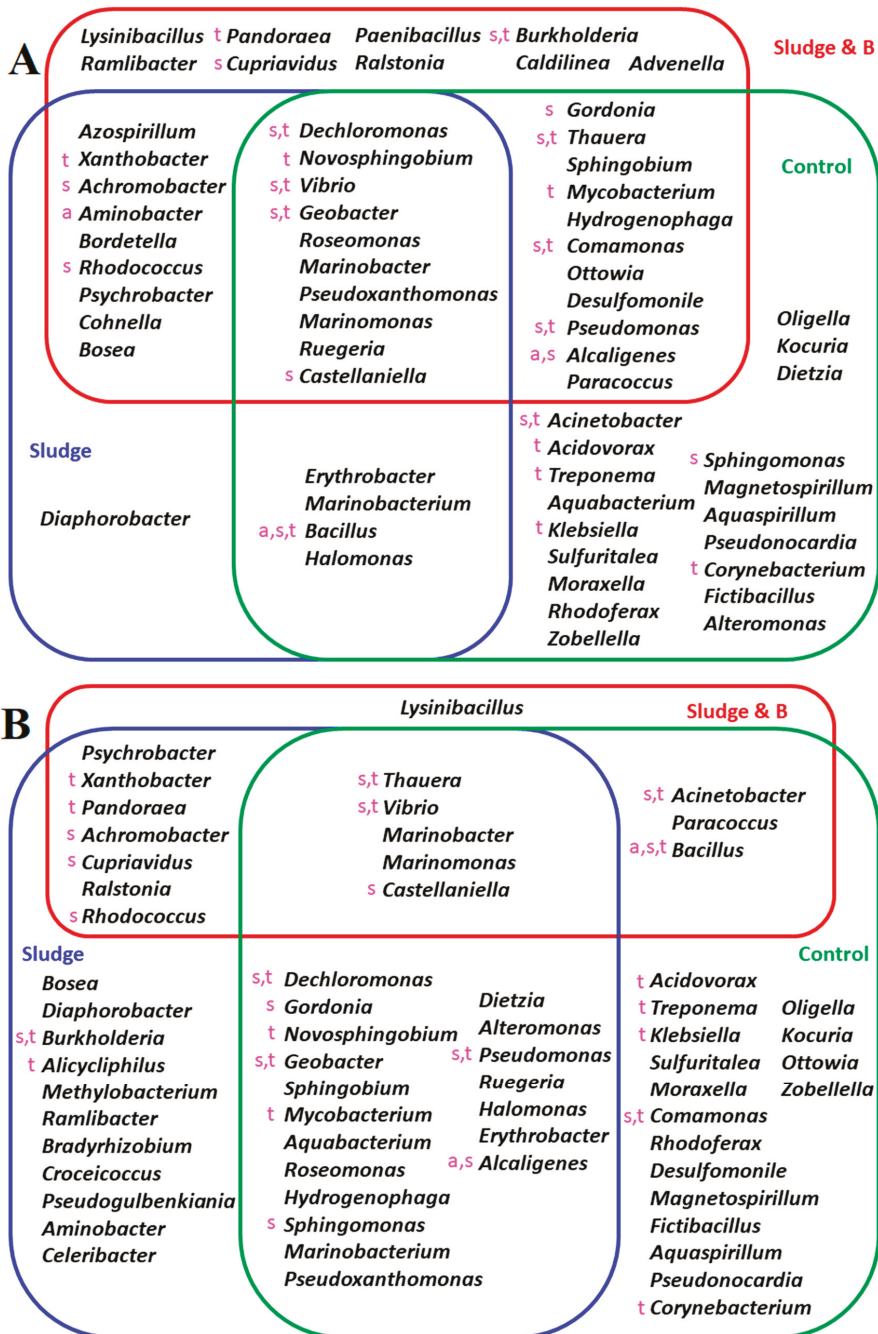 A
Lysinibacillus t Pandoraea Paenibacillus s,t Burkholderia
Ramlibacter s Cupriavidus Ralstonia Caldilinea Advenella
Sludge & B
Azospirillum
t Xanthobacter
s Achromobacter
a Aminobacter
Bordetella
s Rhodococcus
Psychrobacter
Cohnella
Bosea
s,t Dechloromonas
t Novosphingobium
s,t Vibrio
s,t Geobacter
Roseomonas
Marinobacter
Pseudoxanthomonas
Marinomonas
Ruegeria
s Castellaniella
s Gordonia
s,t Thauera
Sphingobium
t Mycobacterium
Hydrogenophaga
s,t Comamonas
Ottowia
Desulfomonile
s,t Pseudomonas
a,s Alcaligenes
Paracoccus
Control
Oligella
Kocuria
Dietzia
Sludge
Diaphorobacter
Erythrobacter
Marinobacterium
a,s,t Bacillus
Halomonas
s,t Acinetobacter
t Acidovorax
t Treponema
Aquabacterium
t Klebsiella
Sulfuritalea
Moraxella
Rhodoferax
Zobellella
s Sphingomonas
Magnetospirillum
Aquaspirillum
Pseudonocardia
t Corynebacterium
Fictibacillus
Alteromonas
B
Lysinibacillus
Sludge & B
Psychrobacter
t Xanthobacter
t Pandoraea
s Achromobacter
s Cupriavidus
Ralstonia
s Rhodococcus
s,t Thauera
s,t Vibrio
Marinobacter
Marinomonas
s Castellaniella
s,t Acinetobacter
Paracoccus
a,s,t Bacillus
Sludge
Bosea
Diaphorobacter
s,t Burkholderia
t Alicycliphilus
Methylobacterium
Ramlibacter
Bradyrhizobium
Croceicoccus
Pseudogulbenkiania
Aminobacter
Celeribacter
s,t Dechloromonas
s Gordonia
t Novosphingobium
s,t Geobacter
Sphingobium
t Mycobacterium
Aquabacterium
Roseomonas
Hydrogenophaga
s Sphingomonas
Marinobacterium
Pseudoxanthomonas
Dietzia
Alteromonas
s,t Pseudomonas
Ruegeria
Halomonas
Erythrobacter
a,s Alcaligenes
Control
t Acidovorax
t Treponema
t Klebsiella
Sulfuritalea
Moraxella
s,t Comamonas
Rhodoferax
Desulfomonile
Magnetospirillum
Fictibacillus
Aquaspirillum
Pseudonocardia
t Corynebacterium
Oligella
Kocuria
Ottowia
Zobellella